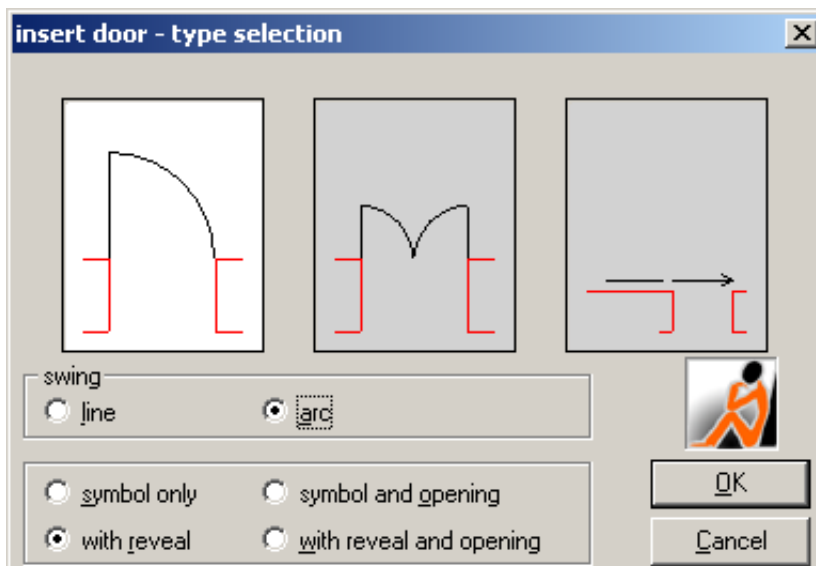 insert door - type selection
swing
line arc
symbol only symbol and opening
with reveal with reveal and opening
OK
Cancel